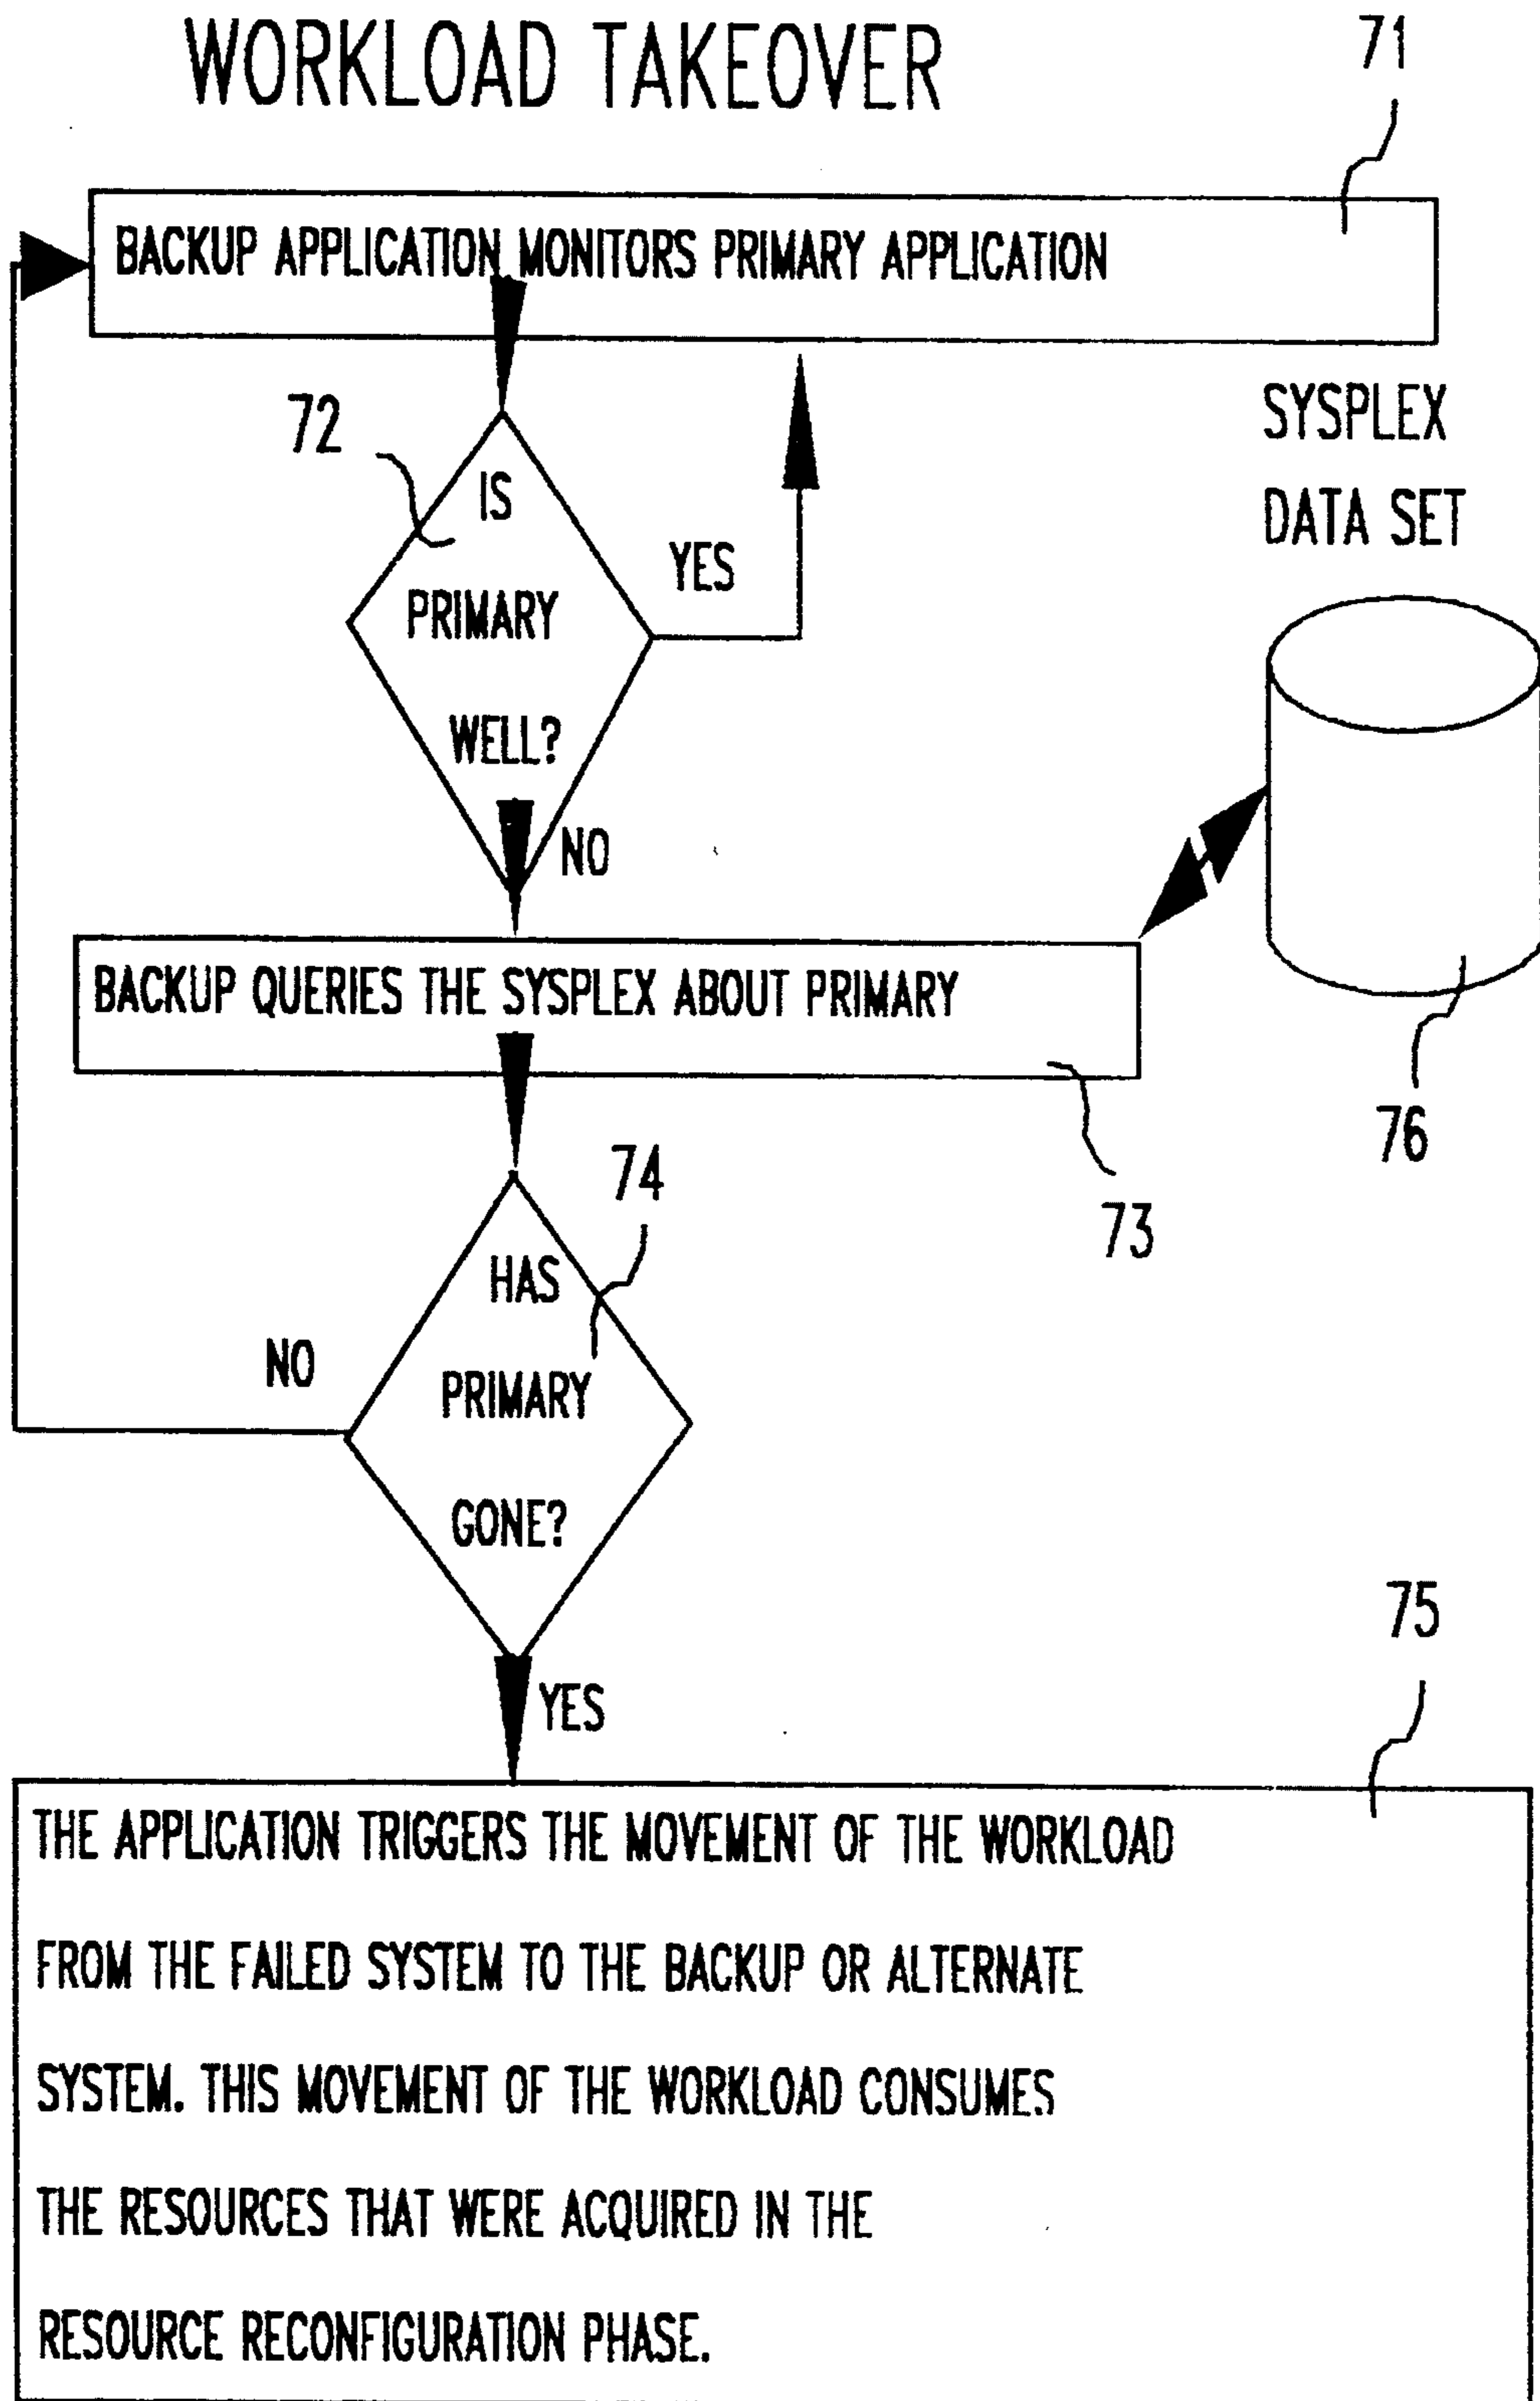 WORKLOAD TAKEOVER
71
BACKUP APPLICATION MONITORS PRIMARY APPLICATION
72
IS
PRIMARY
WELL?
YES
NO
SYSPLEX
DATA SET
76
BACKUP QUERIES THE SYSPLEX ABOUT PRIMARY
73
74
HAS
PRIMARY
GONE?
NO
YES
75
THE APPLICATION TRIGGERS THE MOVEMENT OF THE WORKLOAD
FROM THE FAILED SYSTEM TO THE BACKUP OR ALTERNATE
SYSTEM. THIS MOVEMENT OF THE WORKLOAD CONSUMES
THE RESOURCES THAT WERE ACQUIRED IN THE
RESOURCE RECONFIGURATION PHASE.